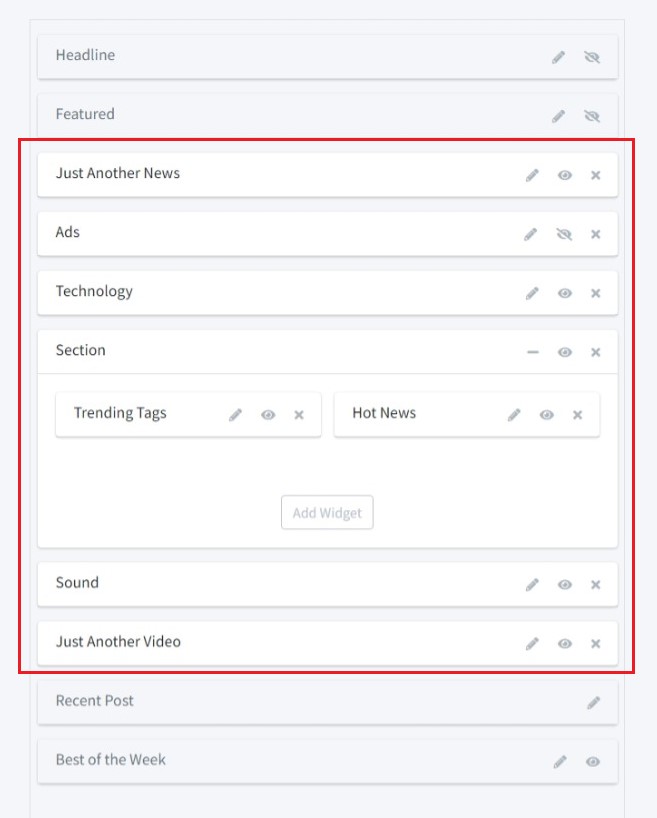 Headline
Featured
Just Another News
Ads
Technology
Section
Trending Tags
Hot News
Add Widget
Sound
Just Another Video
Recent Post
Best of the Week